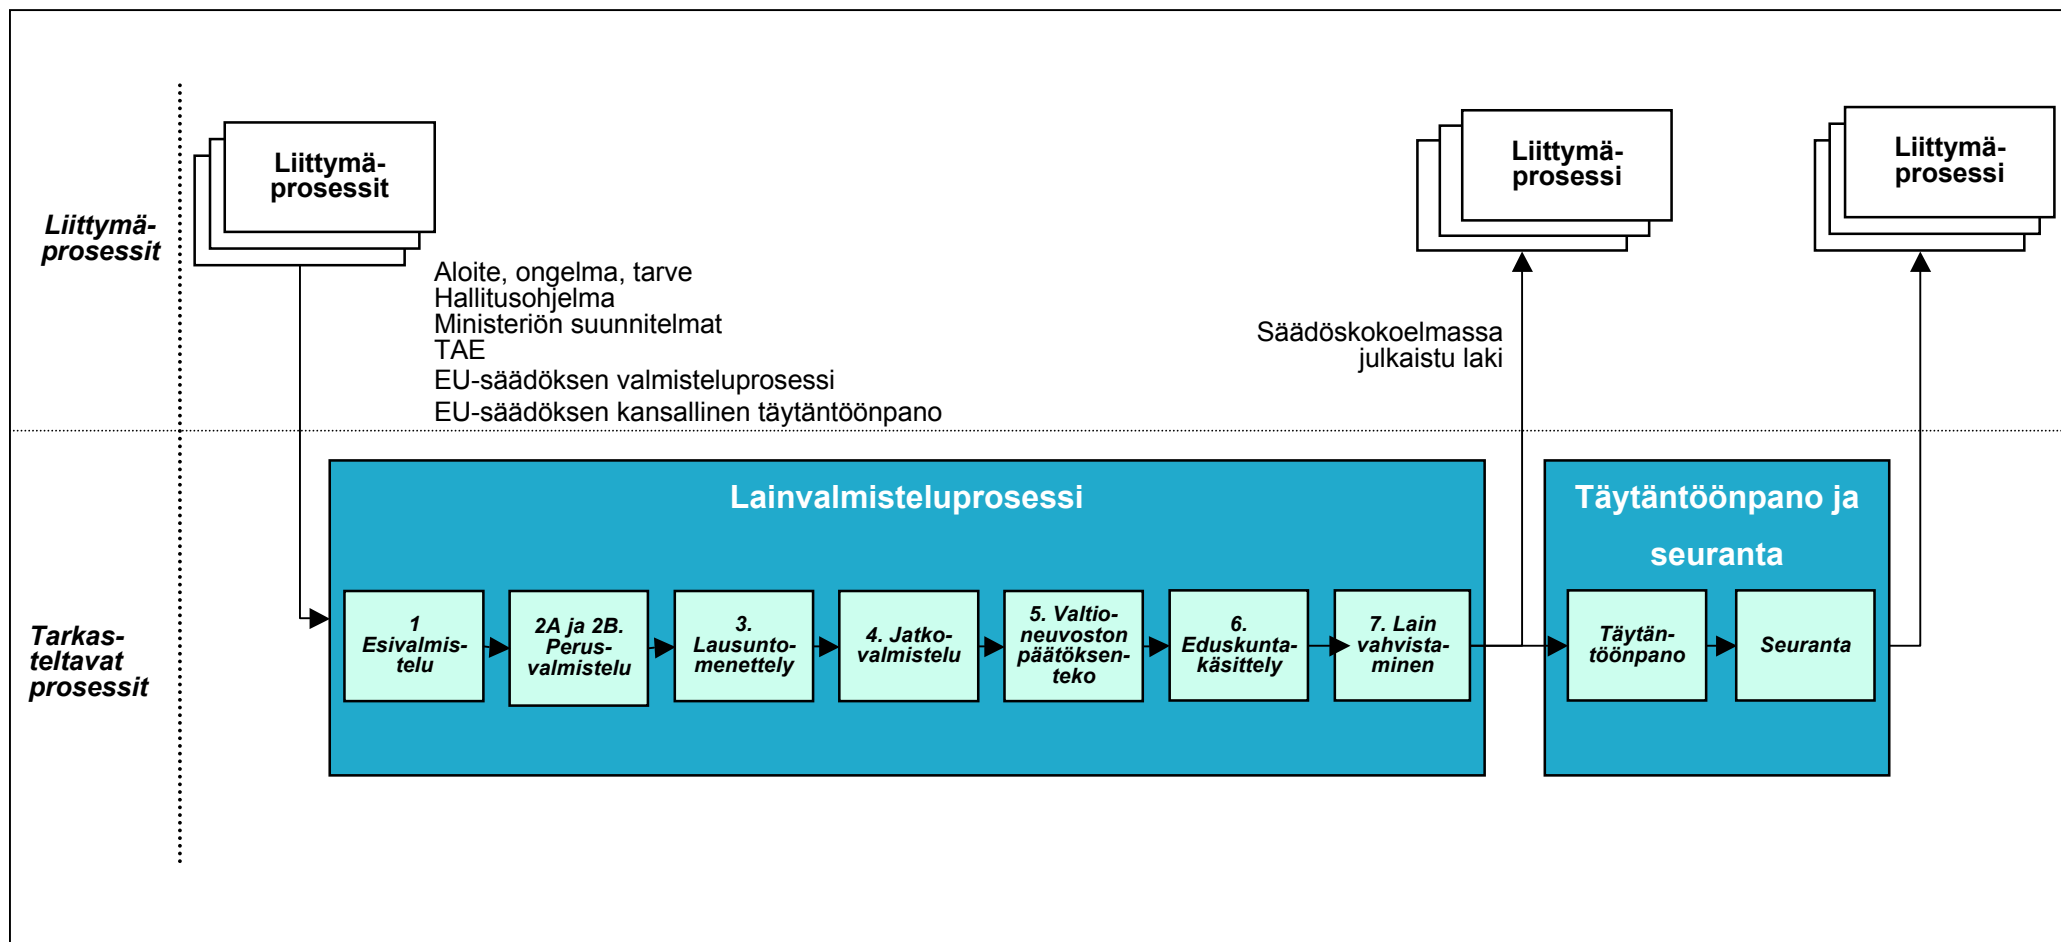 Liittymä-
prosessit
Liittymä-
prosessit
Aloite, ongelma, tarve
Hallitusohjelma
Ministeriön suunnitelmat
TAE
EU-säädöksen valmisteluprosessi
EU-säädöksen kansallinen täytäntöönpano
Liittymä-
prosessi
Säädöskokoelmassa
julkaistu laki
Liittymä-
prosessi
Tarkas-
teltavat
prosessit
Lainvalmisteluprosessi
1
Esivalmis-
telu
2A ja 2B.
Perus-
valmistelu
3.
Lausunto-
menettely
4. Jatko-
valmistelu
5. Valtio-
neuvoston
päätöksen-
teko
6.
Eduskunta-
käsittely
7. Lain
vahvista-
minen
Täytäntöönpano ja
seuranta
Täytän-
töönpano
Seuranta